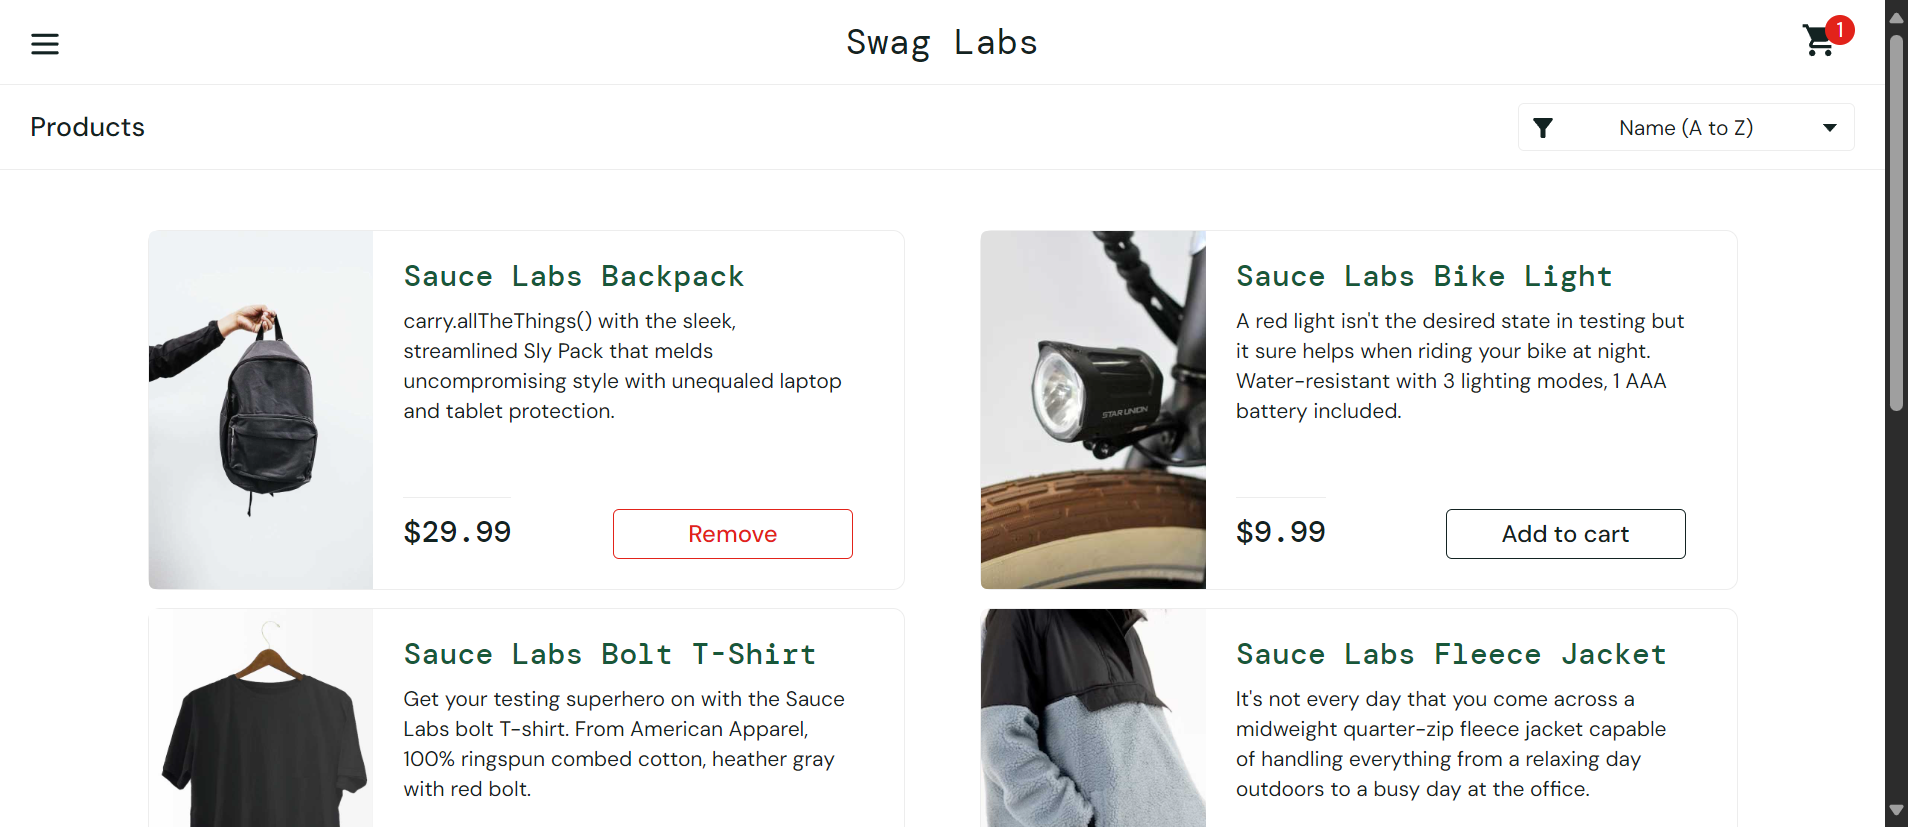 Swag Labs
1
Products
Name (A to Z)
Sauce Labs Backpack
carry.allTheThings() with the sleek,
streamlined Sly Pack that melds
uncompromising style with unequaled laptop
and tablet protection.
$29.99
Remove
Sauce Labs Bike Light
A red light isn't the desired state in testing but
it sure helps when riding your bike at night.
Water-resistant with 3 lighting modes, 1 AAA
battery included.
STAR UNION
$9.99
Add to cart
Sauce Labs Bolt T-Shirt
Get your testing superhero on with the Sauce
Labs bolt T-shirt. From American Apparel,
100% ringspun combed cotton, heather gray
with red bolt.
Sauce Labs Fleece Jacket
It's not every day that you come across a
midweight quarter-zip fleece jacket capable
of handling everything from a relaxing day
outdoors to a busy day at the office.